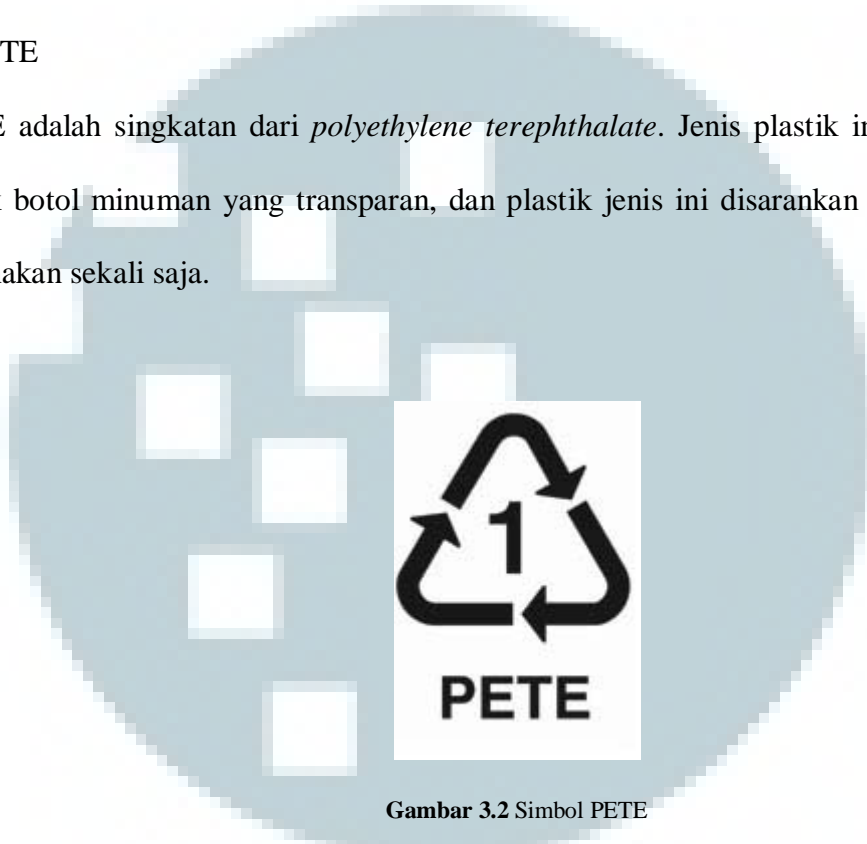 TE
E adalah singkatan dari polyethylene terephthalate. Jenis plastik in
k botol minuman yang transparan, dan plastik jenis ini disarankan
nakan sekali saja.
1
PETE
Gambar 3.2 Simbol PETE